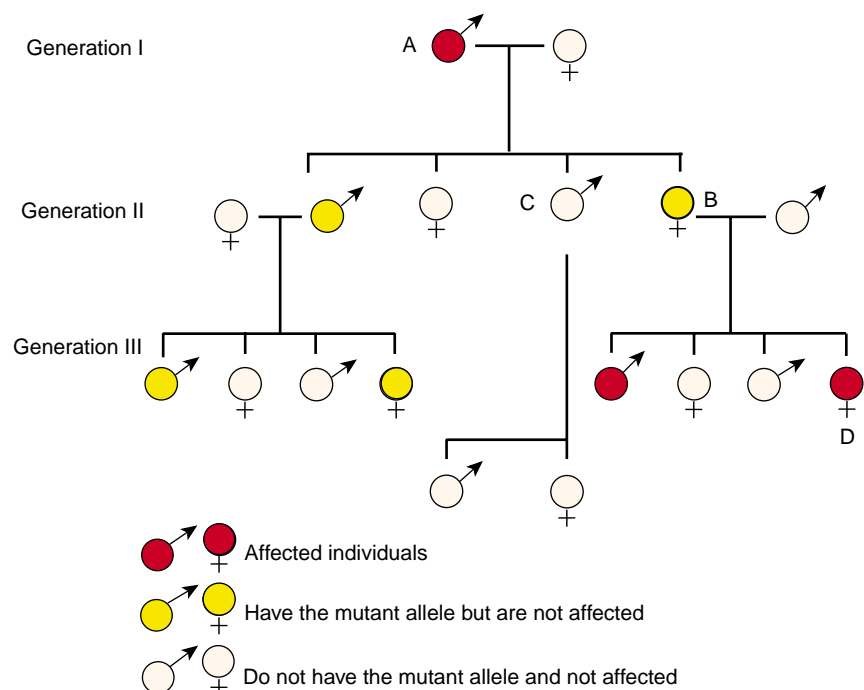 Generation I
A
Generation II
C
B
Generation III
D
Affected individuals
Have the mutant allele but are not affected
Do not have the mutant allele and not affected